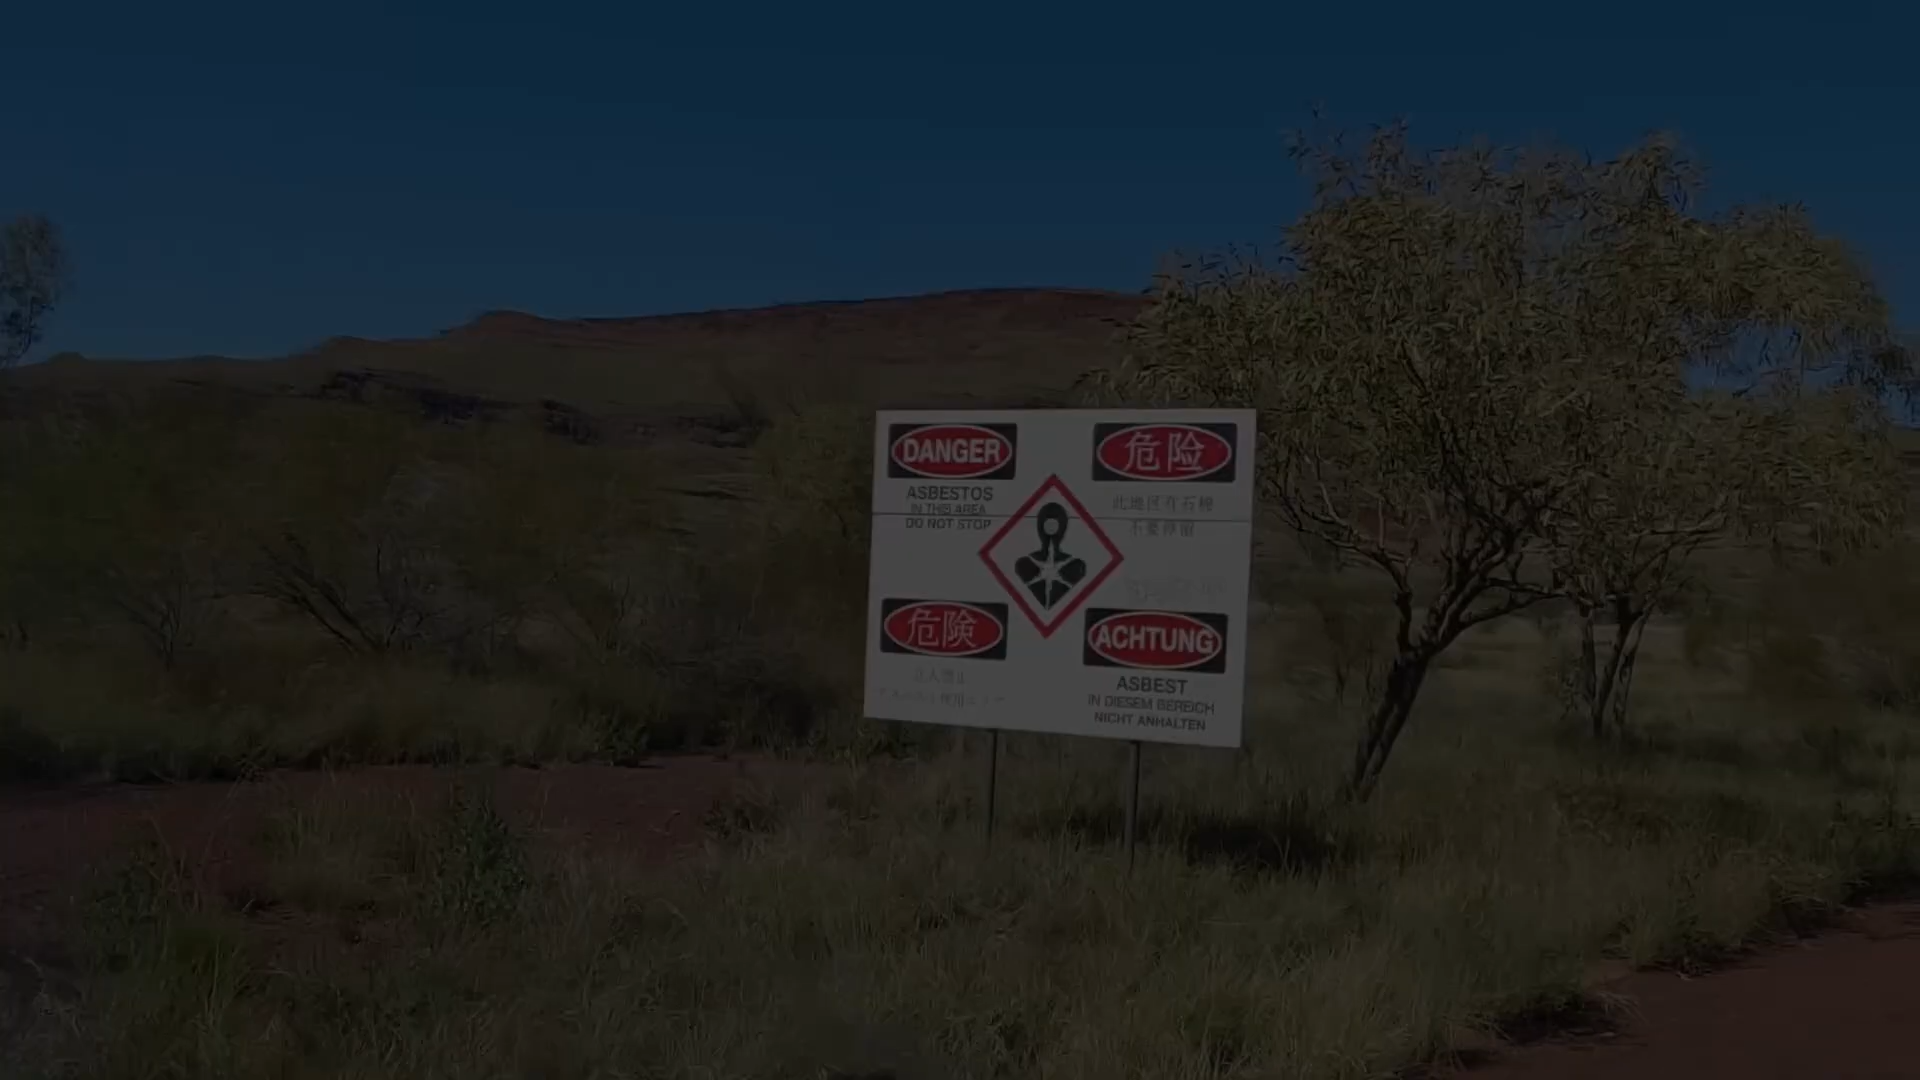 DANGER
ASBESTOS
IN THIS AREA
DO NOT STOP
危险
此地区有石棉
不要停留
危険
ACHTUNG
ASBEST
IN DIESEM BEREICH
NICHT ANHALTEN